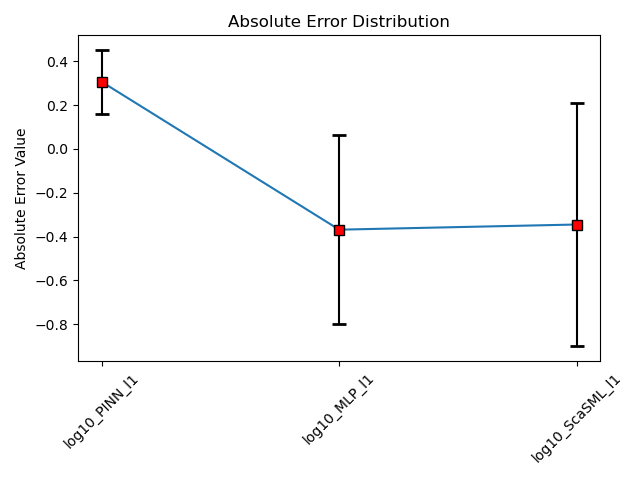 Absolute Error Distribution
Absolute Error Value
0.4
0.2
0.0
−0.2
−0.4
−0.6
−0.8
log10_PINN_l1
log10_MLP_l1
log10_ScaSML_l1